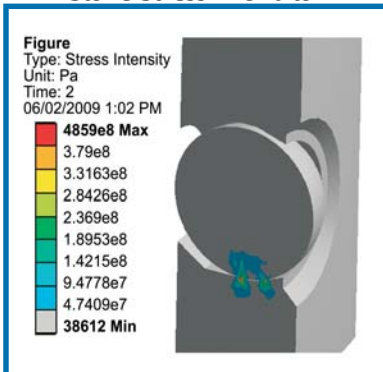 Figure
Type: Stress Intensity
Unit: Pa
Time: 2
06/02/2009 1:02 PM
4859e8 Max
3.79e8
3.3163e8
2.8426e8
2.369e8
1.8953e8
1.4215e8
9.4778e7
4.7409e7
38612 Min